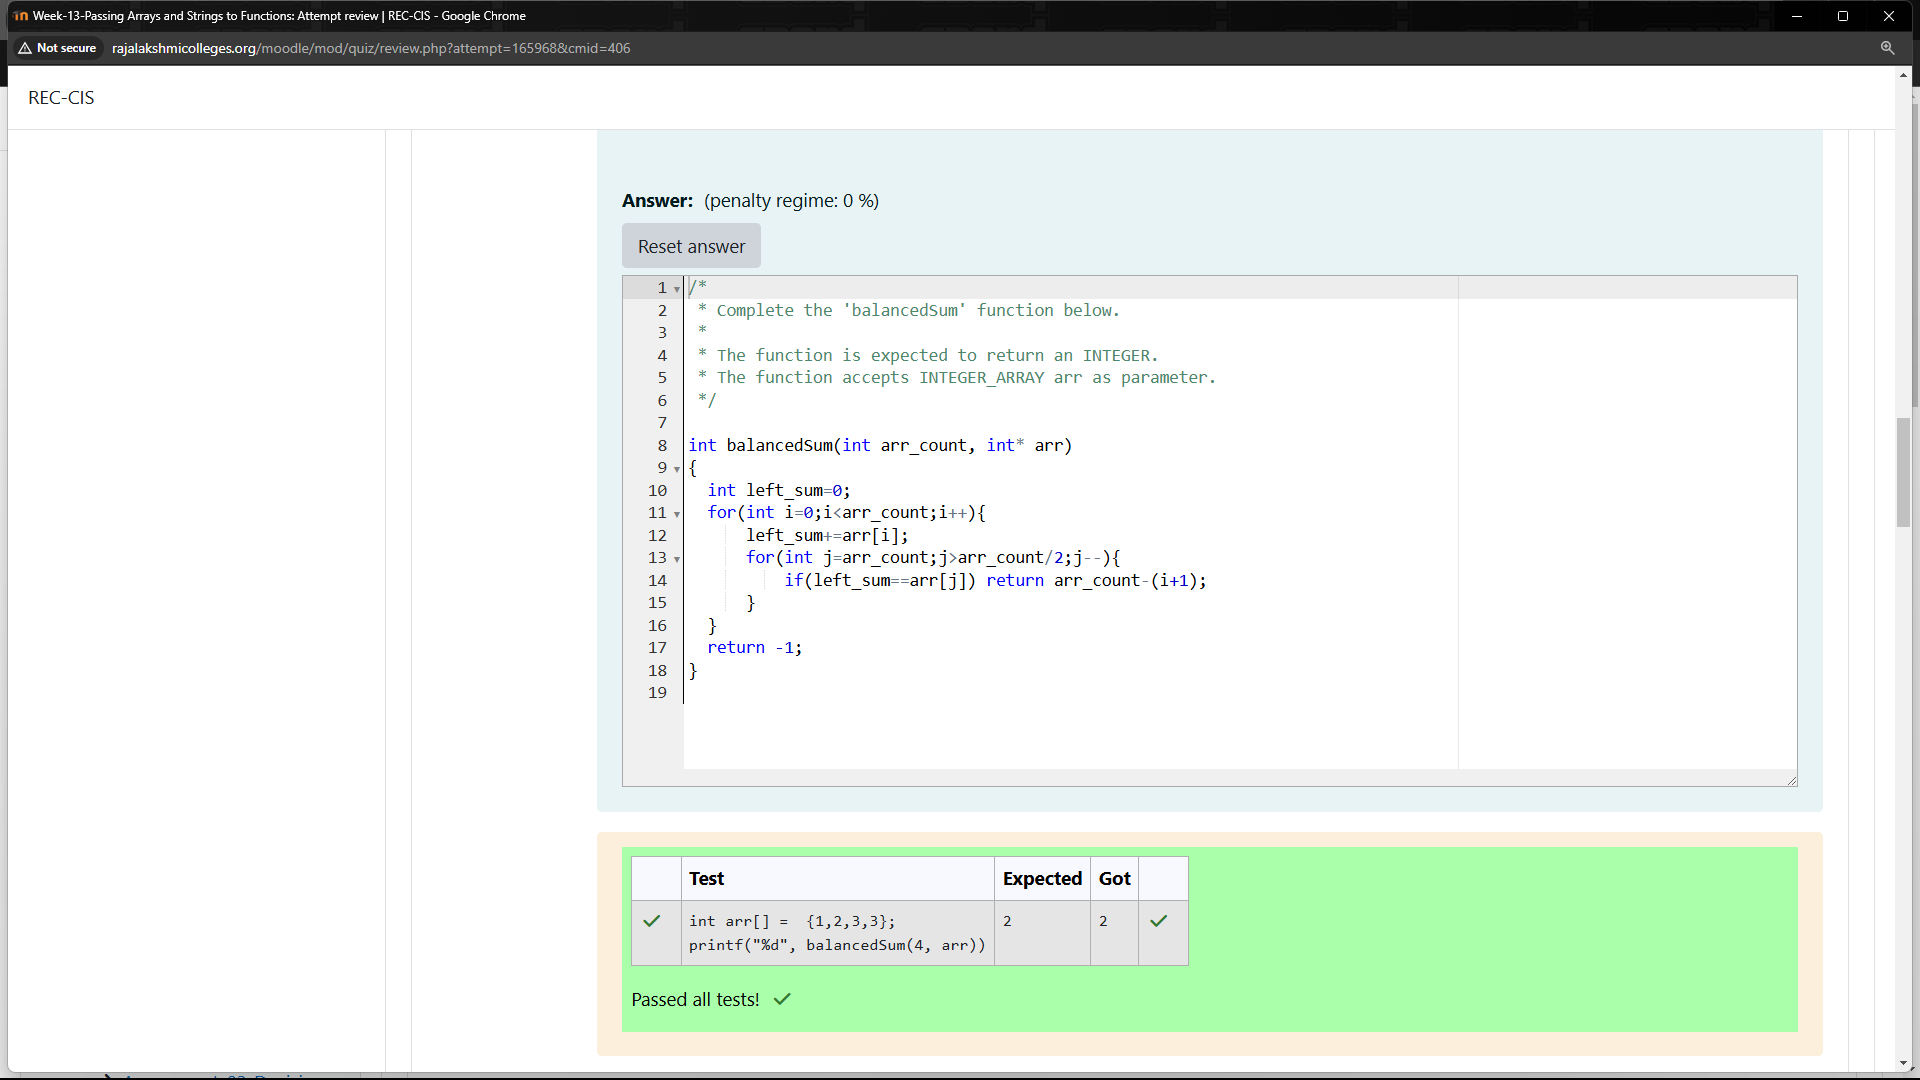 Week-13-Passing Arrays and Strings to Functions: Attempt review | REC-CIS - Google Chrome
Not secure rajalakshmicolleges.org/moodle/mod/quiz/review.php?attempt=165968&cmid=406
REC-CIS
Answer: (penalty regime: 0 %)
Reset answer
1 /*
2 * Complete the 'balancedSum' function below.
3 *
4 * The function is expected to return an INTEGER.
5 * The function accepts INTEGER_ARRAY arr as parameter.
6 */
7
8 int balancedSum(int arr_count, int* arr)
9 {
10 int left_sum=0;
11 for(int i=0;i<arr_count;i++){
12 left_sum+=arr[i];
13 for(int j=arr_count;j>arr_count/2;j--){
14 if(left_sum==arr[j]) return arr_count-(i+1);
15 }
16 }
17 return -1;
18 }
19
Test Expected Got
int arr[] = {1,2,3,3}; 2 2
printf("%d", balancedSum(4, arr))
Passed all tests!